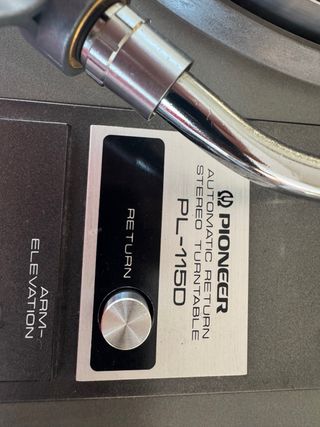 PIONEER
AUTOMATIC RETURN
STEREO TURNTABLE
PL-115D
RETURN
ARM-
ELEVATION